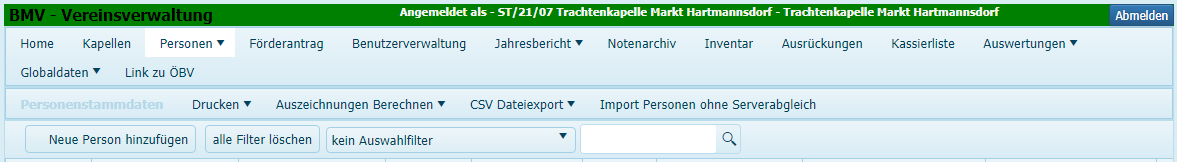 BMV - Vereinsverwaltung Angemeldet als - ST/21/07 Trachtenkapelle Markt Hartmannsdorf - Trachtenkapelle Markt Hartmannsdorf Abmelden
Home Kapellen Personen Förderantrag Benutzerverwaltung Jahresbericht Notenarchiv Inventar Ausrückungen Kassierliste Auswertungen
Globaldaten Link zu ÖBV
Personenstammdaten Drucken Auszeichnungen Berechnen CSV Dateiexport Import Personen ohne Serverabgleich
Neue Person hinzufügen alle Filter löschen kein Auswahlfilter